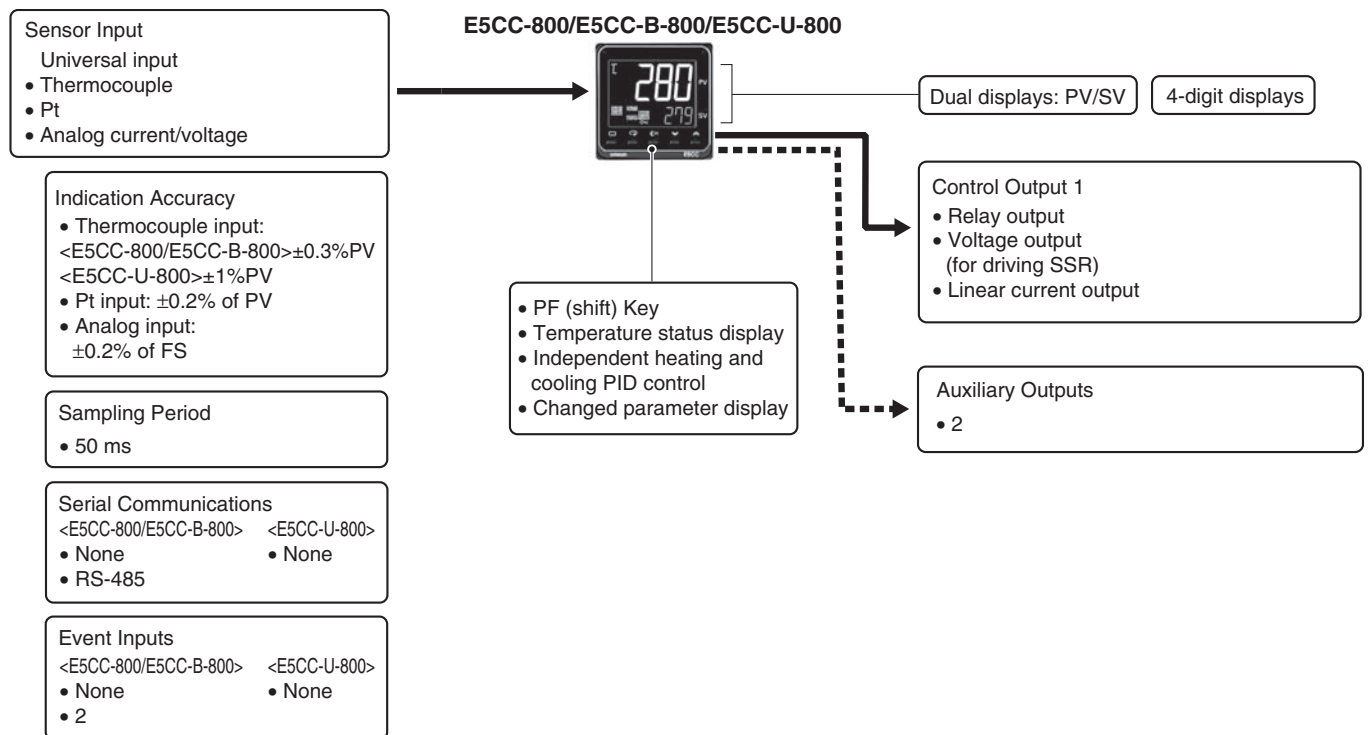 E5CC-800/E5CC-B-800/E5CC-U-800
Sensor Input
Universal input
• Thermocouple
• Pt
• Analog current/voltage
Indication Accuracy
• Thermocouple input:
<E5CC-800/E5CC-B-800>±0.3%PV
<E5CC-U-800>±1%PV
• Pt input: ±0.2% of PV
• Analog input:
±0.2% of FS
Sampling Period
• 50 ms
Serial Communications
<E5CC-800/E5CC-B-800> <E5CC-U-800>
• None • None
• RS-485
Event Inputs
<E5CC-800/E5CC-B-800> <E5CC-U-800>
• None • None
• 2
280
PV
279
SV
E5CC
• PF (shift) Key
• Temperature status display
• Independent heating and
cooling PID control
• Changed parameter display
Dual displays: PV/SV
4-digit displays
Control Output 1
• Relay output
• Voltage output
(for driving SSR)
• Linear current output
Auxiliary Outputs
• 2